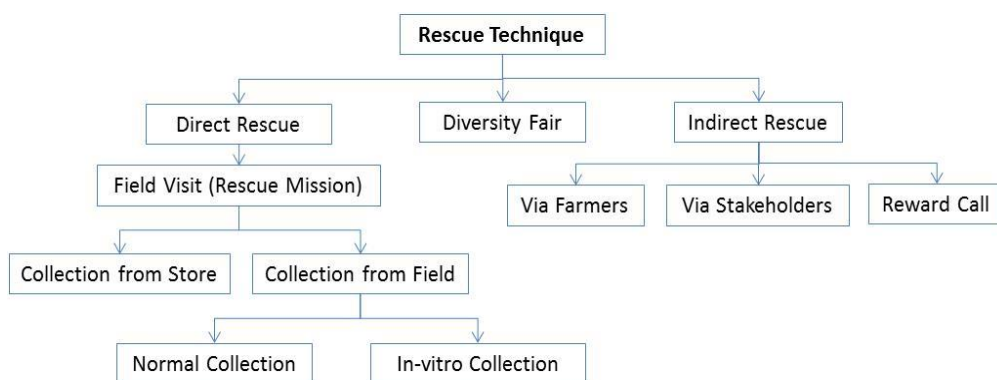 Rescue Technique
Direct Rescue
Diversity Fair
Indirect Rescue
Field Visit (Rescue Mission)
Via Farmers
Via Stakeholders
Reward Call
Collection from Store
Collection from Field
Normal Collection
In-vitro Collection